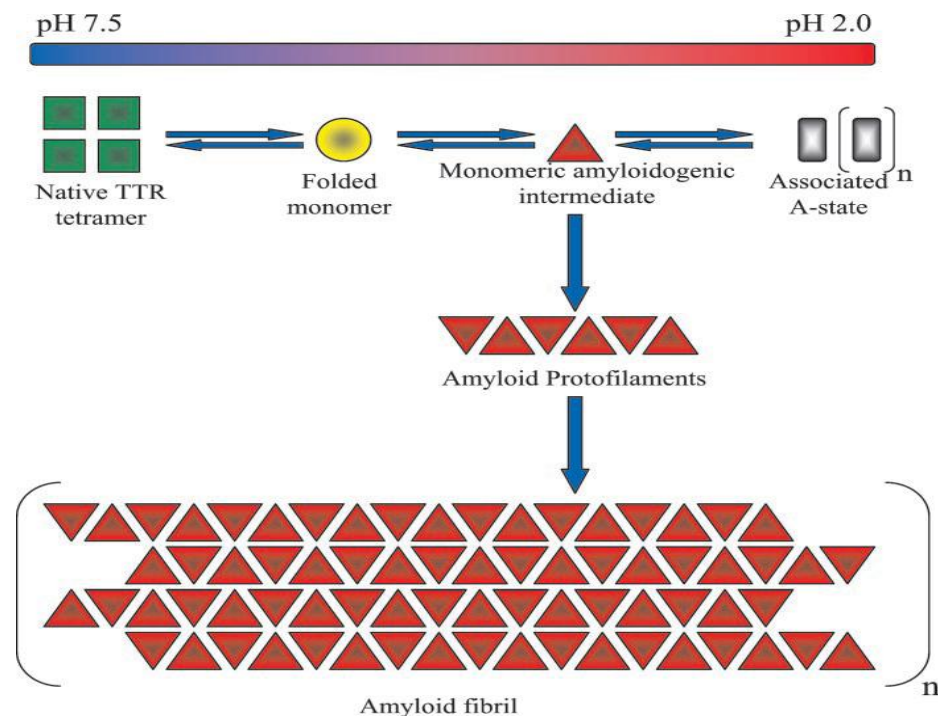 pH 7.5
pH 2.0
Native TTR
tetramer
Folded
monomer
Monomeric amyloidogenic
intermediate
n
Associated
A-state
Amyloid Protofilaments
n
Amyloid fibril